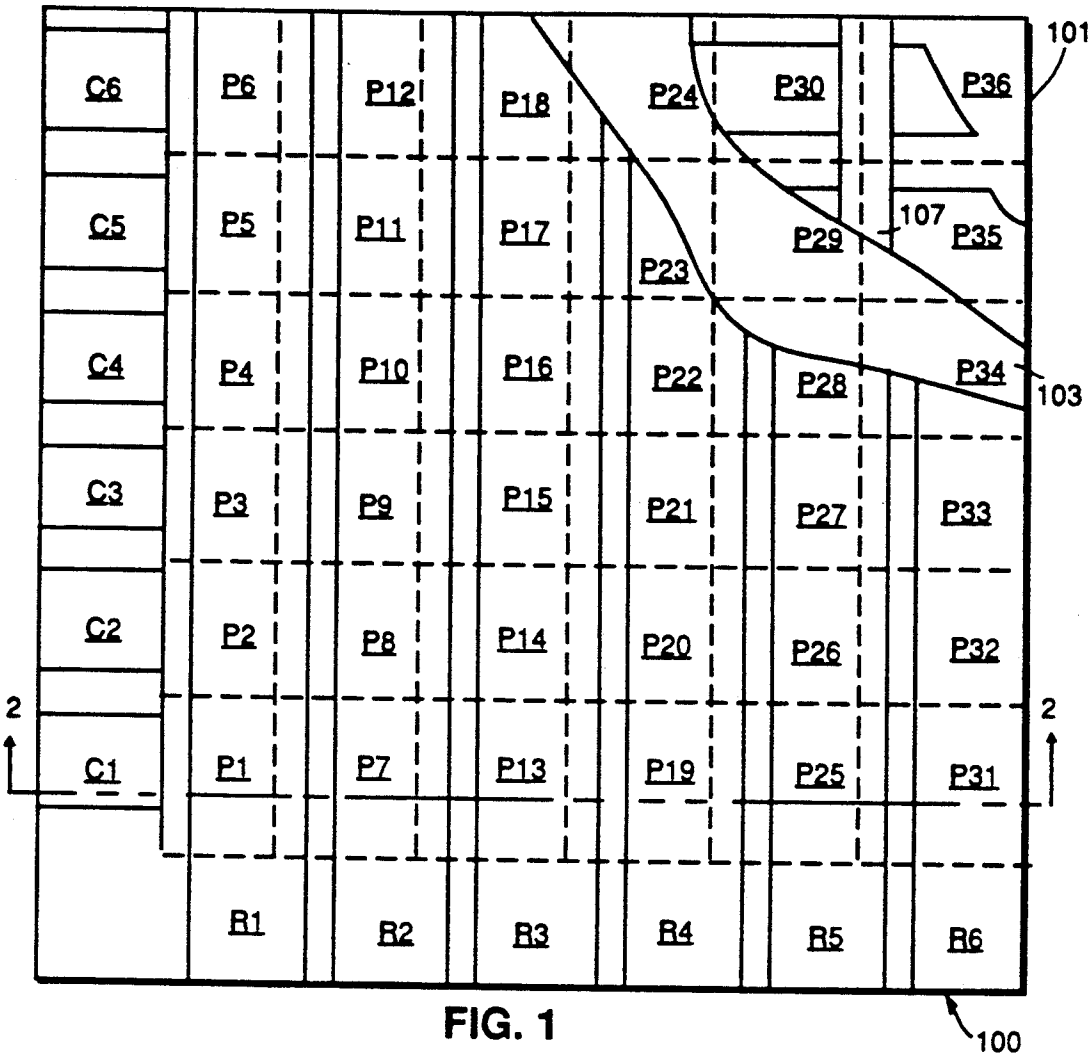 101
C6 P6 P12 P18 P24 P30 P36
C5 P5 P11 P17 P23 P29 107 P35
C4 P4 P10 P16 P22 P28 P34
103
C3 P3 P9 P15 P21 P27 P33
C2 P2 P8 P14 P20 P26 P32
2 2
C1 P1 P7 P13 P19 P25 P31
R1 R2 R3 R4 R5 R6
FIG. 1
100